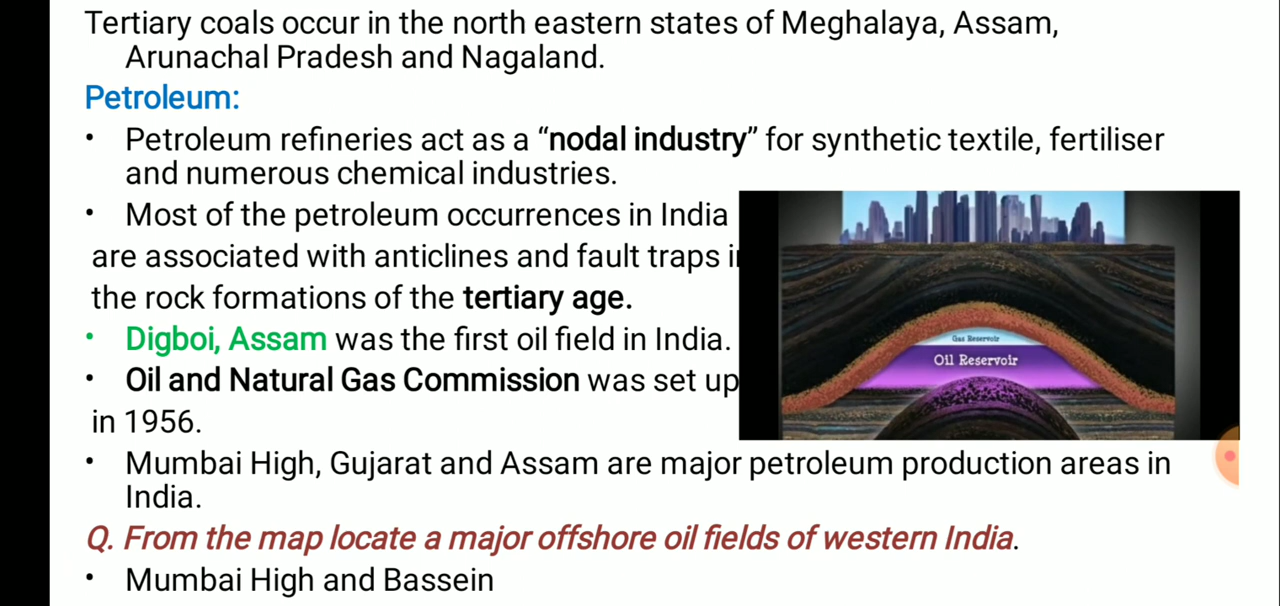 Tertiary coals occur in the north eastern states of Meghalaya, Assam,
Arunachal Pradesh and Nagaland.
Petroleum:
• Petroleum refineries act as a “nodal industry” for synthetic textile, fertiliser
and numerous chemical industries.
• Most of the petroleum occurrences in India
are associated with anticlines and fault traps i
the rock formations of the tertiary age.
• Digboi, Assam was the first oil field in India.
• Oil and Natural Gas Commission was set up
in 1956.
Gas Reservoir
Oil Reservoir
• Mumbai High, Gujarat and Assam are major petroleum production areas in
India.
Q. From the map locate a major offshore oil fields of western India.
• Mumbai High and Bassein